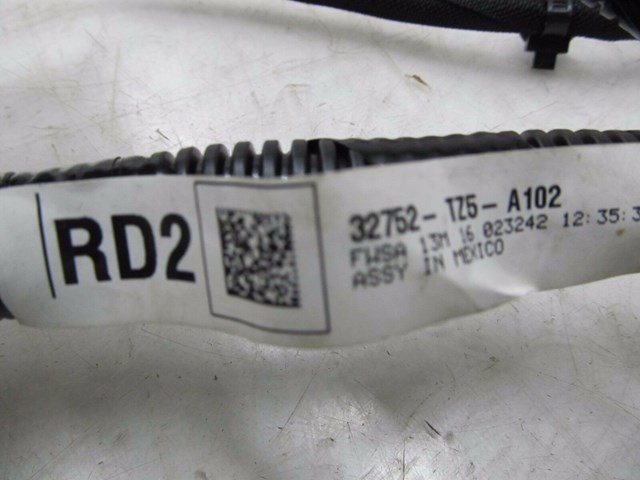 RD2
32752-TZ5-A102
FWSA 13M 16 023242 12:35:3
ASSY IN MEXICO